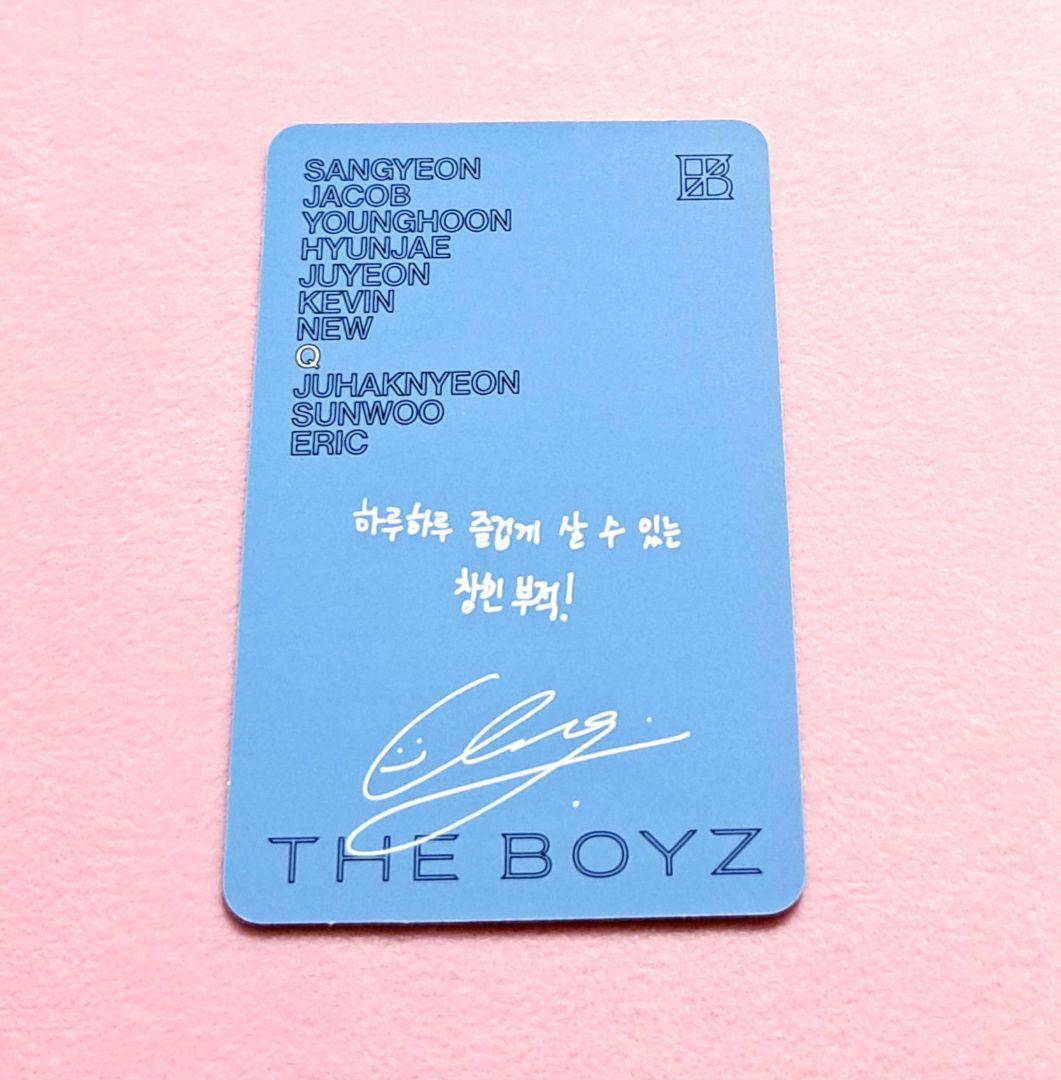 SANGYEON
JACOB
YOUNGHOON
HYUNJAE
JUYEON
KEVIN
NEW
Q
JUHAKNYEON
SUNWOO
ERIC
하루하루 즐겁게 살 수 있는
창민 부적!
THE BOYZ